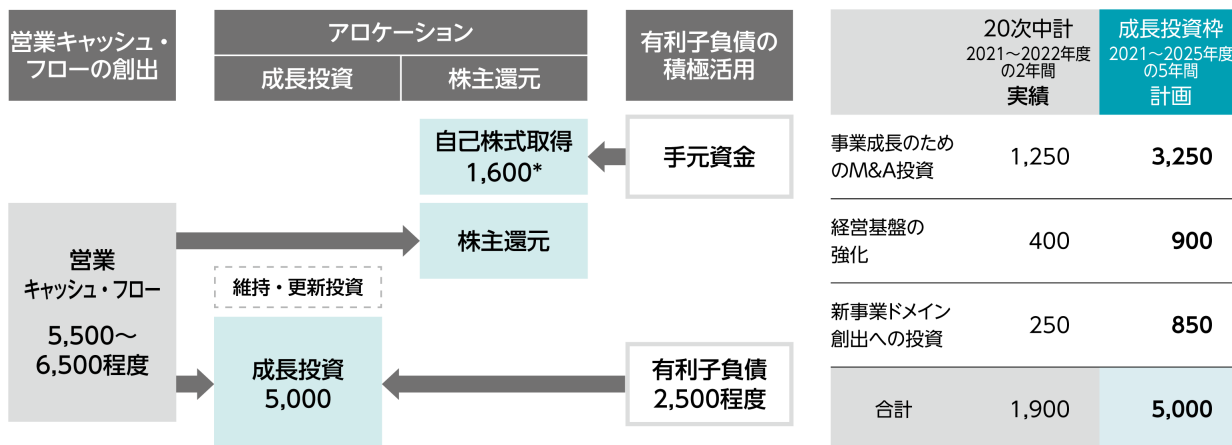 営業キャッシュ・
フローの創出
アロケーション
成長投資
株主還元
有利子負債の
積極活用
自己株式取得
1,600*
手元資金
株主還元
営業
キャッシュ・フロー
5,500〜
6,500程度
維持・更新投資
成長投資
5,000
有利子負債
2,500程度
20次中計
2021〜2022年度
の2年間
実績
成長投資枠
2021〜2025年度
の5年間
計画
事業成長のため
のM&A投資
1,250
3,250
経営基盤の
強化
400
900
新事業ドメイン
創出への投資
250
850
合計
1,900
5,000